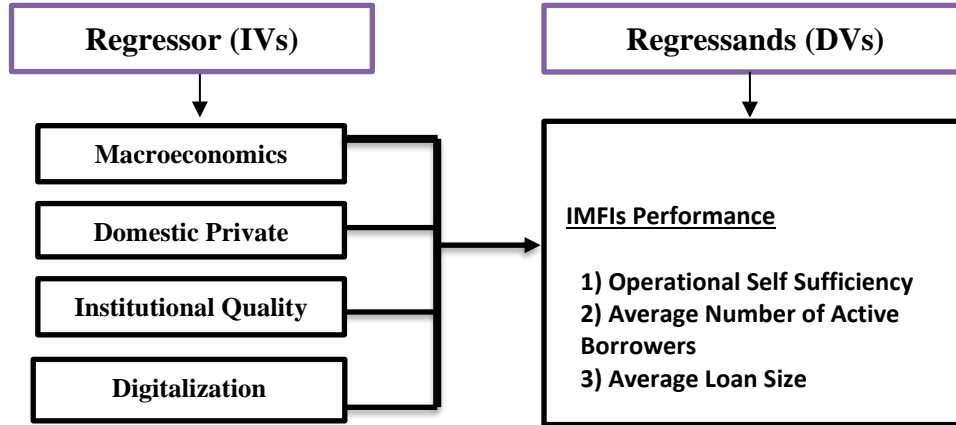 Regressor (IVs)
Regressands (DVs)
Macroeconomics
Domestic Private
Institutional Quality
Digitalization
IMFIs Performance
1) Operational Self Sufficiency
2) Average Number of Active
Borrowers
3) Average Loan Size